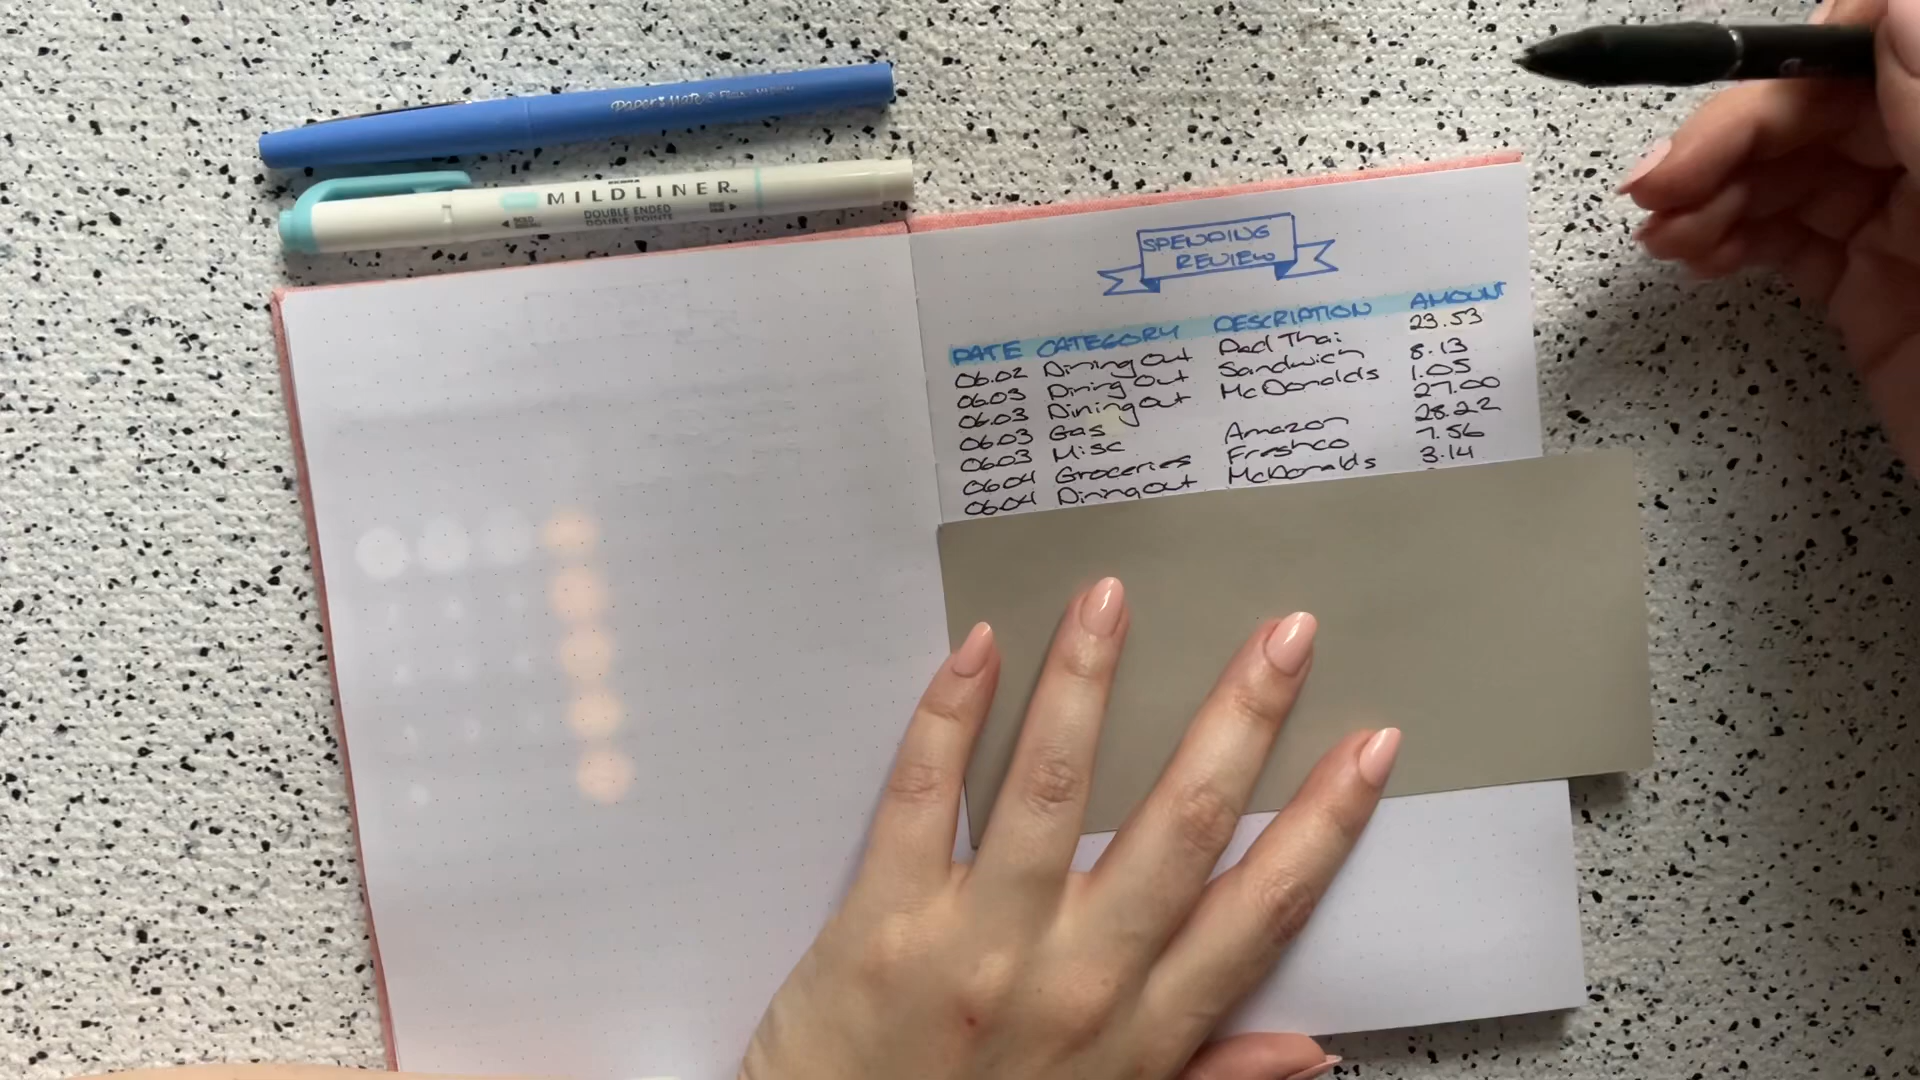 Paper Mate
MILDLINER
DOUBLE ENDED
DOUBLE POINTE
SPENDING
REVIEW
DATE CATEGORY DESCRIPTION AMOUNT
06.02 Dining Out Pad Thai 23.53
06.03 Dining Out Sandwich 8.13
06.03 Dining Out McDonalds 1.05
06.03 Gas 27.00
06.03 Misc Amazon 28.22
06.04 Groceries Freshco 7.56
06.04 Dining Out McDonalds 3.14